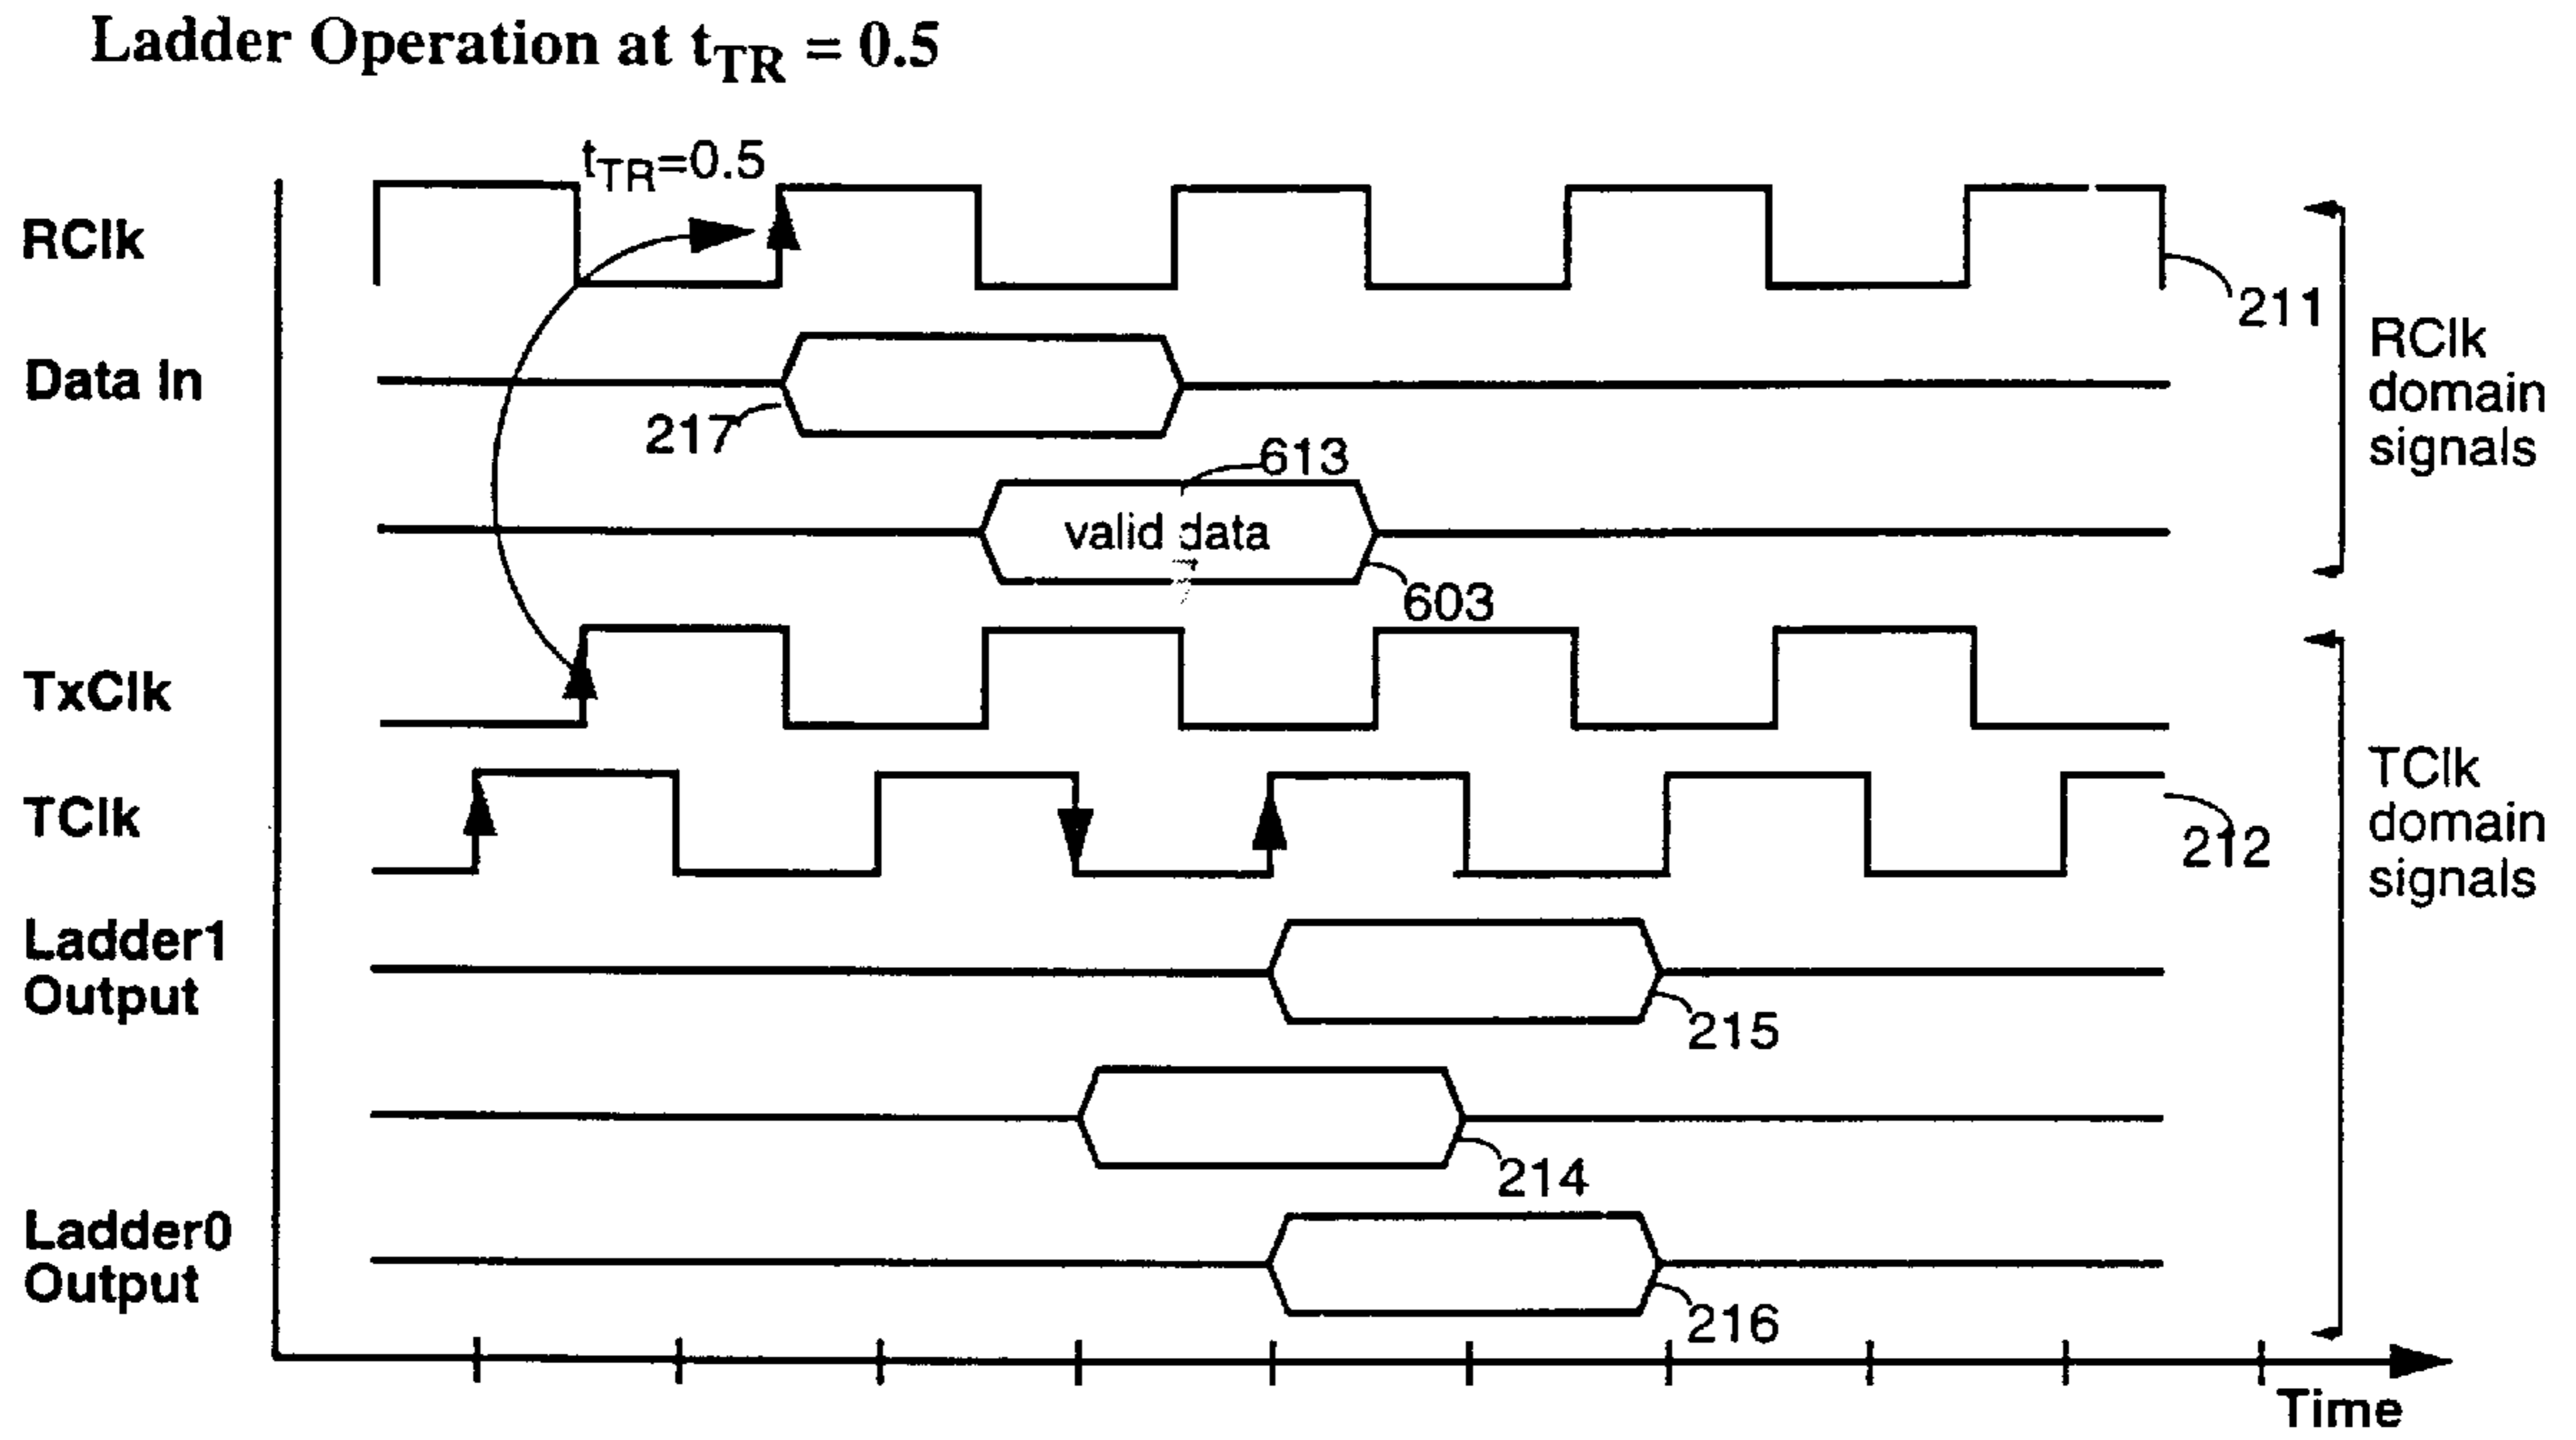 Ladder Operation at tTR = 0.5
tTR=0.5
RClk
211
Data In
217
RClk
domain
signals
613
valid data
603
TxClk
TClk
212
TClk
domain
signals
Ladder1
Output
215
214
Ladder0
Output
216
Time